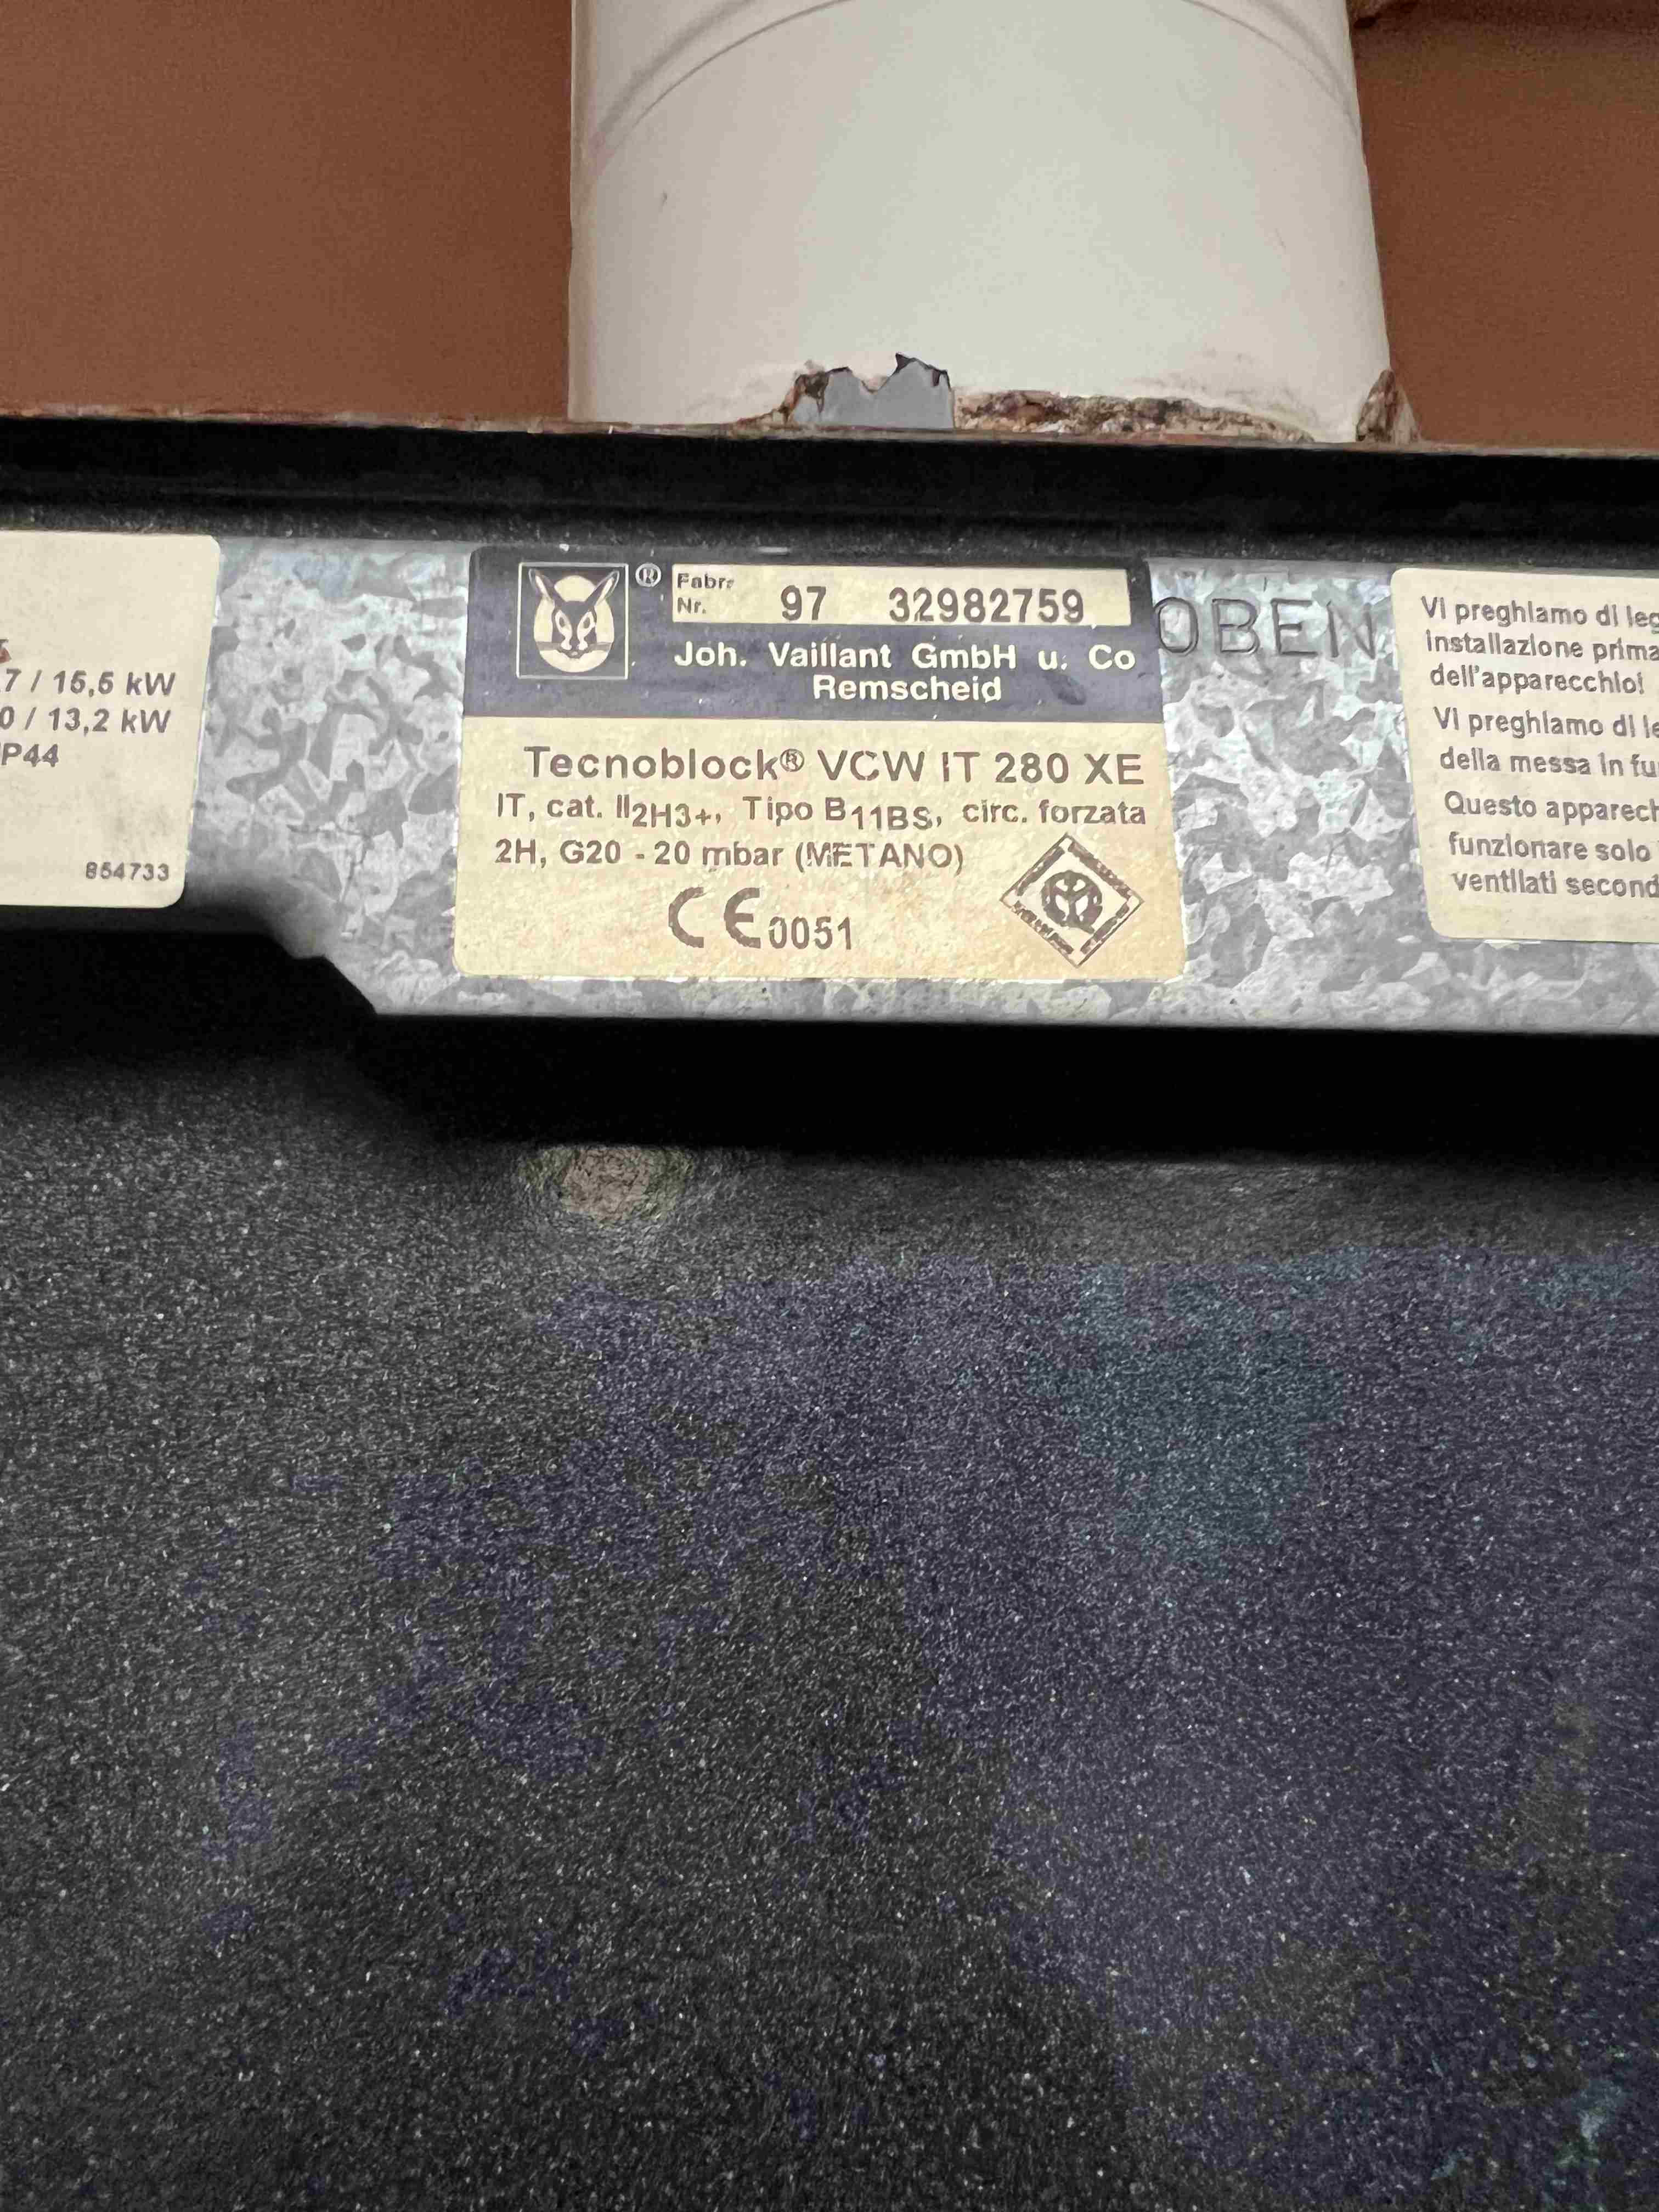 7 / 15,5 kW
0 / 13,2 kW
P44
854733
®
Fabr.
Nr. 97 32982759
Joh. Vaillant GmbH u. Co
Remscheid
Tecnoblock® VCW IT 280 XE
IT, cat. II2H3+, Tipo B11BS, circ. forzata
2H, G20 - 20 mbar (METANO)
CE 0051
OBEN
Vi preghiamo di leg
installazione prima
dell'apparecchio!
Vi preghiamo di le
della messa in fu
Questo apparecch
funzionare solo
ventilati second